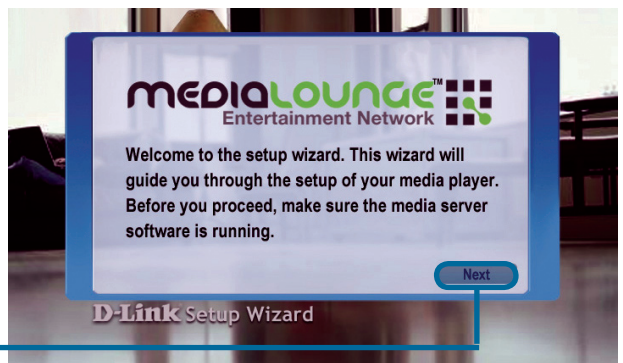 MEDIALOUNGE™
Entertainment Network
Welcome to the setup wizard. This wizard will
guide you through the setup of your media player.
Before you proceed, make sure the media server
software is running.
Next
D-Link Setup Wizard